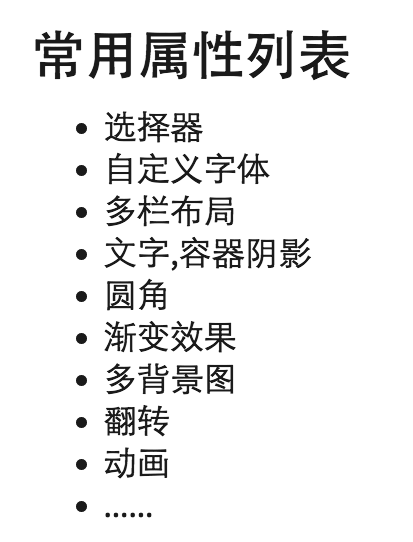 常用属性列表
选择器
自定义字体
多栏布局
文字,容器阴影
圆角
渐变效果
多背景图
翻转
动画
......